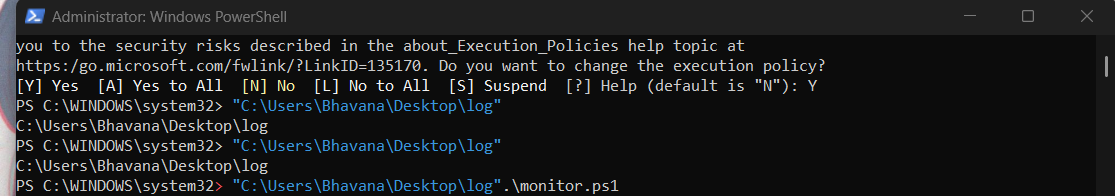 Administrator: Windows PowerShell
you to the security risks described in the about_Execution_Policies help topic at
https:/go.microsoft.com/fwlink/?LinkID=135170. Do you want to change the execution policy?
[Y] Yes  [A] Yes to All  [N] No  [L] No to All  [S] Suspend  [?] Help (default is "N"): Y
PS C:\WINDOWS\system32> "C:\Users\Bhavana\Desktop\log"
C:\Users\Bhavana\Desktop\log
PS C:\WINDOWS\system32> "C:\Users\Bhavana\Desktop\log"
C:\Users\Bhavana\Desktop\log
PS C:\WINDOWS\system32> "C:\Users\Bhavana\Desktop\log".\monitor.ps1